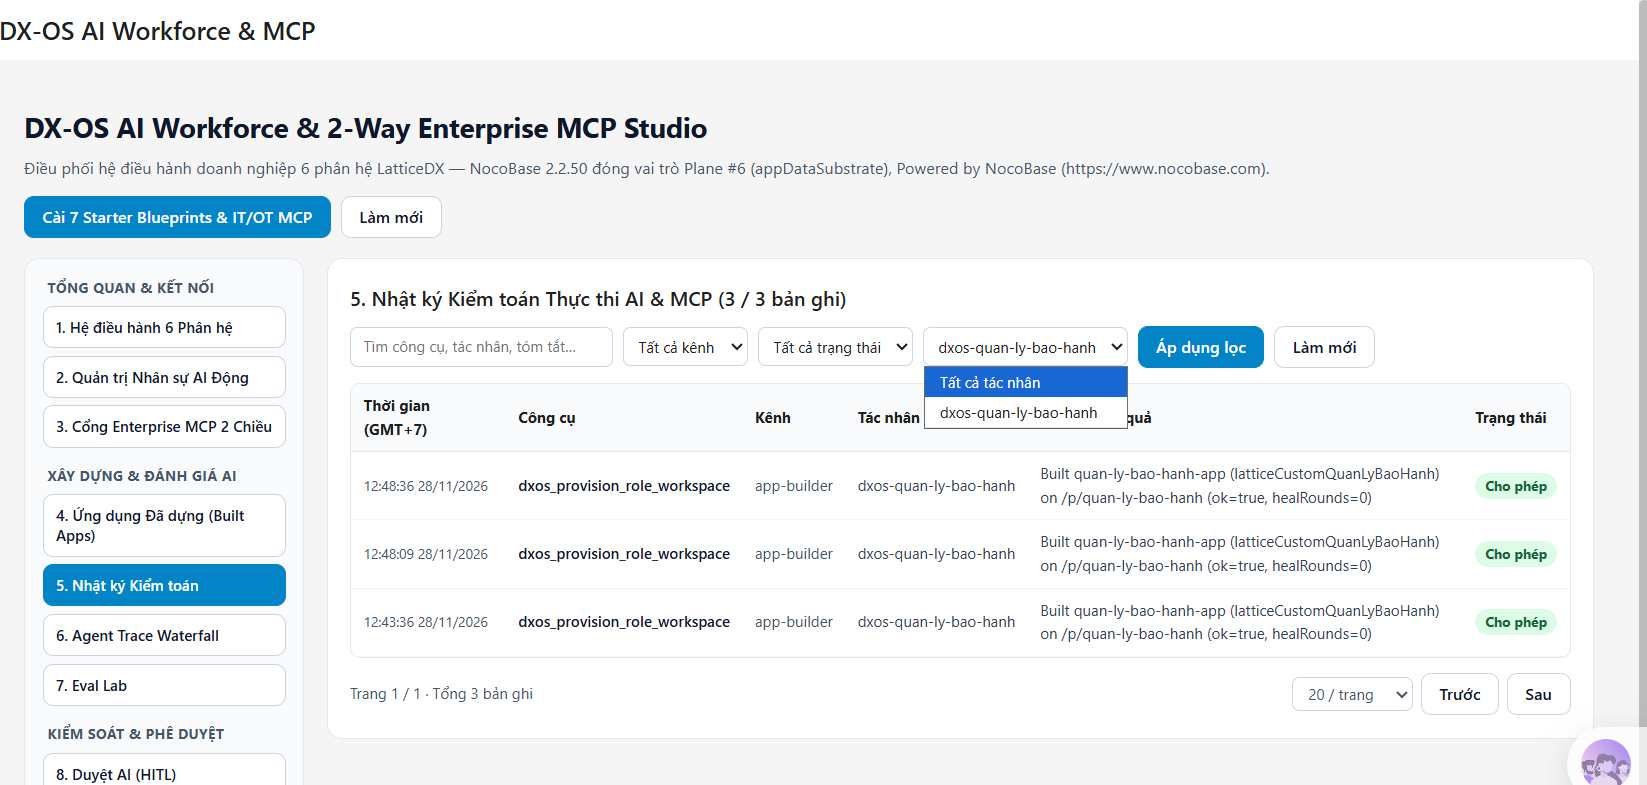 DX-OS AI Workforce & MCP
DX-OS AI Workforce & 2-Way Enterprise MCP Studio
Điều phối hệ điều hành doanh nghiệp 6 phân hệ LatticeDX — NocoBase 2.2.50 đóng vai trò Plane #6 (appDataSubstrate), Powered by NocoBase (https://www.nocobase.com).
Cài 7 Starter Blueprints & IT/OT MCP
Làm mới
TỔNG QUAN & KẾT NỐI
1. Hệ điều hành 6 Phân hệ
2. Quản trị Nhân sự AI Động
3. Cổng Enterprise MCP 2 Chiều
XÂY DỰNG & ĐÁNH GIÁ AI
4. Ứng dụng Đã dựng (Built
Apps)
5. Nhật ký Kiểm toán
6. Agent Trace Waterfall
7. Eval Lab
KIỂM SOÁT & PHÊ DUYỆT
8. Duyệt AI (HITL)
5. Nhật ký Kiểm toán Thực thi AI & MCP (3 / 3 bản ghi)
Tìm công cụ, tác nhân, tóm tắt...
Tất cả kênh
Tất cả trạng thái
dxos-quan-ly-bao-hanh
Áp dụng lọc
Làm mới
Tất cả tác nhân
dxos-quan-ly-bao-hanh
Thời gian
(GMT+7)
Công cụ
Kênh
Tác nhân
quả
Trạng thái
12:48:36 28/11/2026
dxos_provision_role_workspace
app-builder
dxos-quan-ly-bao-hanh
Built quan-ly-bao-hanh-app (latticeCustomQuanLyBaoHanh)
on /p/quan-ly-bao-hanh (ok=true, healRounds=0)
Cho phép
12:48:09 28/11/2026
dxos_provision_role_workspace
app-builder
dxos-quan-ly-bao-hanh
Built quan-ly-bao-hanh-app (latticeCustomQuanLyBaoHanh)
on /p/quan-ly-bao-hanh (ok=true, healRounds=0)
Cho phép
12:43:36 28/11/2026
dxos_provision_role_workspace
app-builder
dxos-quan-ly-bao-hanh
Built quan-ly-bao-hanh-app (latticeCustomQuanLyBaoHanh)
on /p/quan-ly-bao-hanh (ok=true, healRounds=0)
Cho phép
Trang 1 / 1 · Tổng 3 bản ghi
20 / trang
Trước
Sau